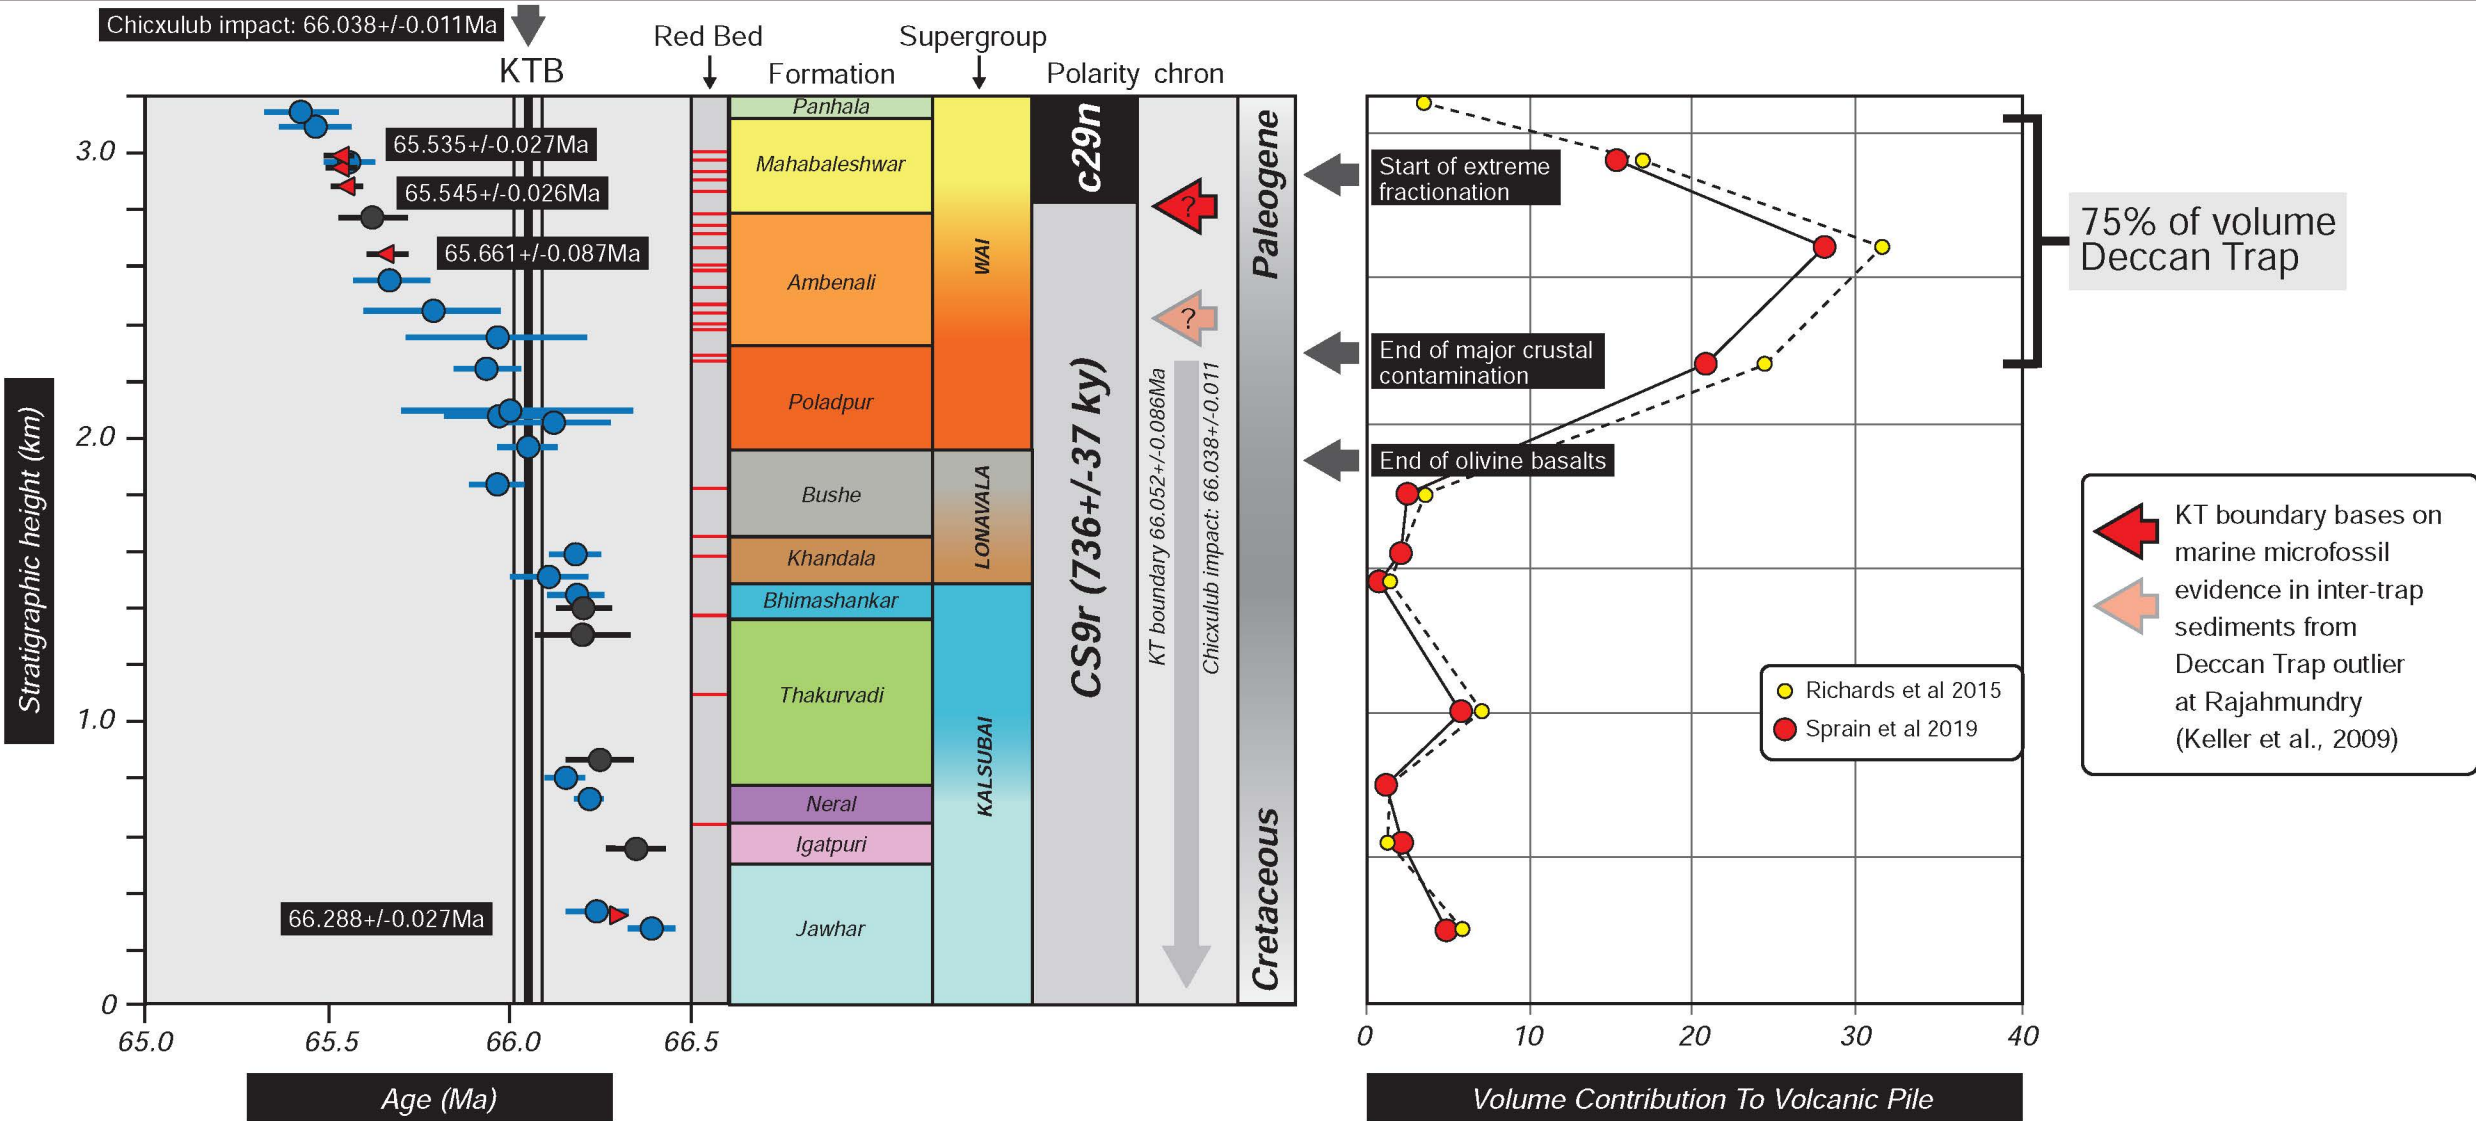 Chicxulub impact: 66.038+/-0.011Ma
KTB
Red Bed
Formation
Supergroup
Polarity chron
Stratigraphic height (km)
3.0
2.0
1.0
0
65.535+/-0.027Ma
65.545+/-0.026Ma
65.661+/-0.087Ma
66.288+/-0.027Ma
65.0
65.5
66.0
66.5
Age (Ma)
Panhala
Mahabaleshwar
Ambenali
Poladpur
Bushe
Khandala
Bhimashankar
Thakurvadi
Neral
Igatpuri
Jawhar
WAI
LONAVALA
KALSUBAI
c29n
CS9r (736+/-37 ky)
?
?
KT boundary 66.052+/-0.086Ma
Chicxulub impact: 66.038+/-0.011
Paleogene
Cretaceous
Start of extreme
fractionation
End of major crustal
contamination
End of olivine basalts
Richards et al 2015
Sprain et al 2019
0
10
20
30
40
Volume Contribution To Volcanic Pile
75% of volume
Deccan Trap
KT boundary bases on
marine microfossil
evidence in inter-trap
sediments from
Deccan Trap outlier
at Rajahmundry
(Keller et al., 2009)